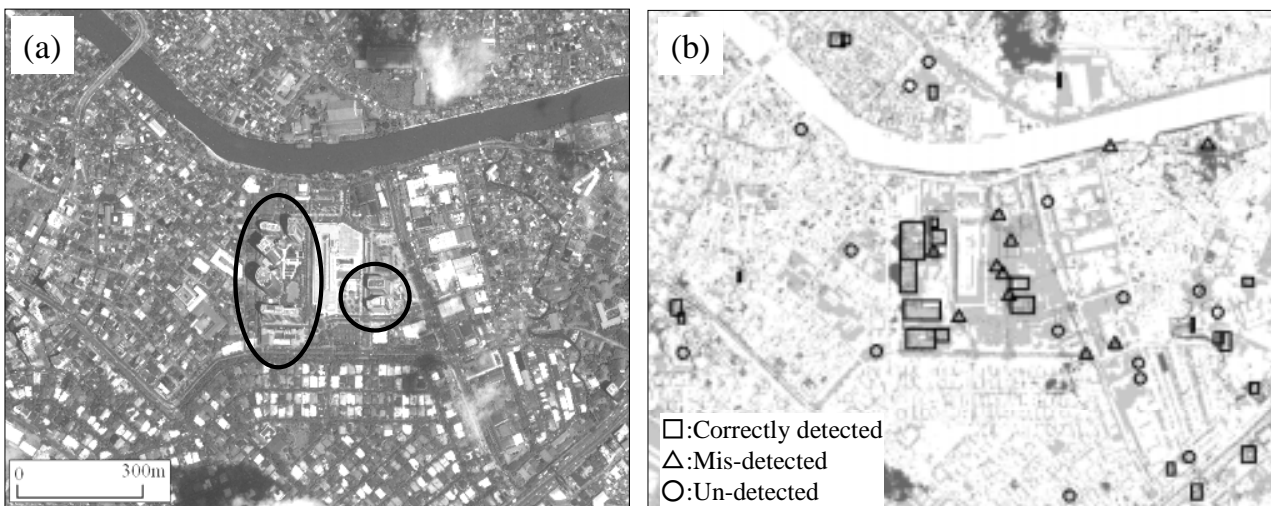 (a)
0 300m
(b)
□:Correctly detected
△:Mis-detected
○:Un-detected